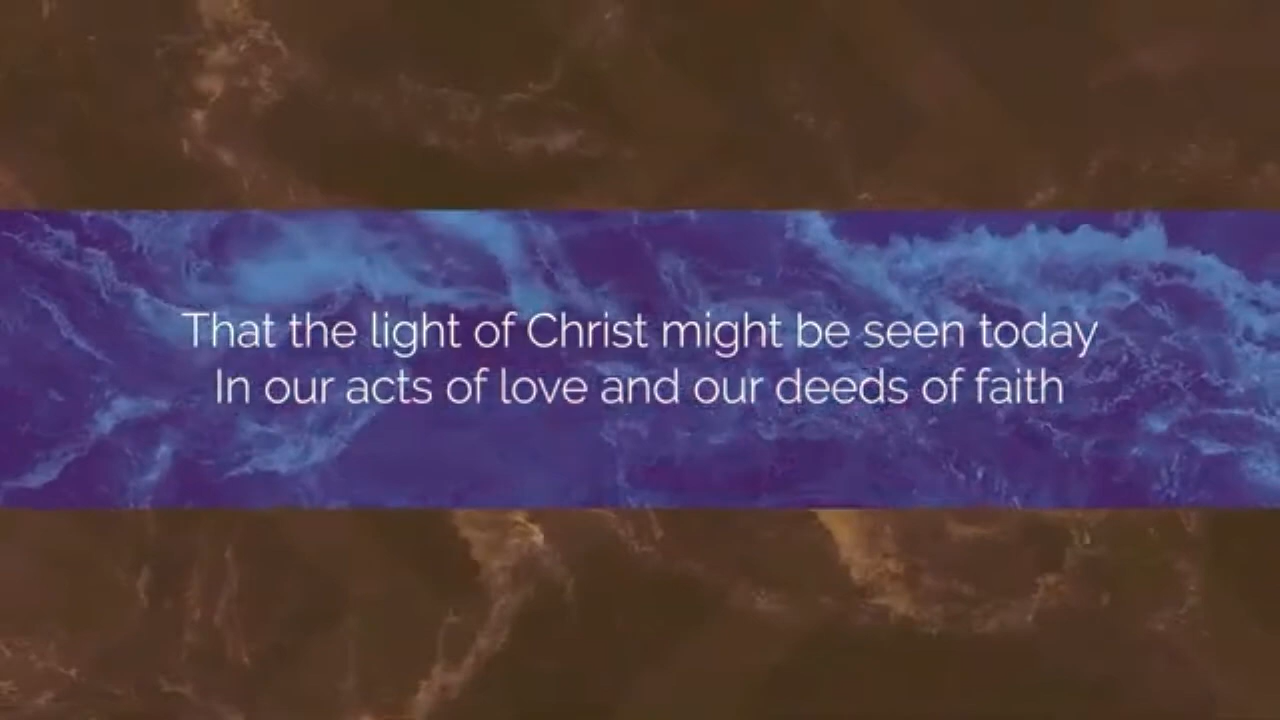 That the light of Christ might be seen today
In our acts of love and our deeds of faith